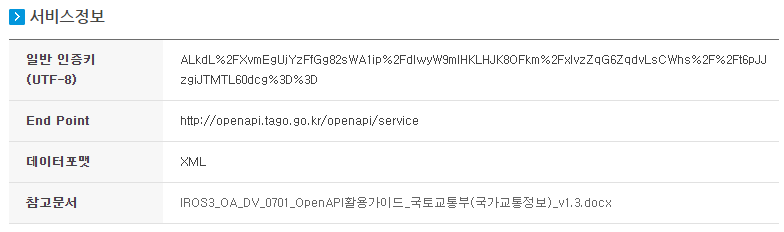 서비스정보
일반 인증키
(UTF-8)
ALkdL%2FXvmEgUjYzFfGg82sWA1ip%2FdIwyW9mIHKLHJK8OFkm%2FxIvzZqG6ZqdvLsCWhs%2F%2Ft6pJJ
zgiJTMTL60dcg%3D%3D
End Point
http://openapi.tago.go.kr/openapi/service
데이터포맷
XML
참고문서
IROS3_OA_DV_0701_OpenAPI활용가이드_국토교통부(국가교통정보)_v1.3.docx